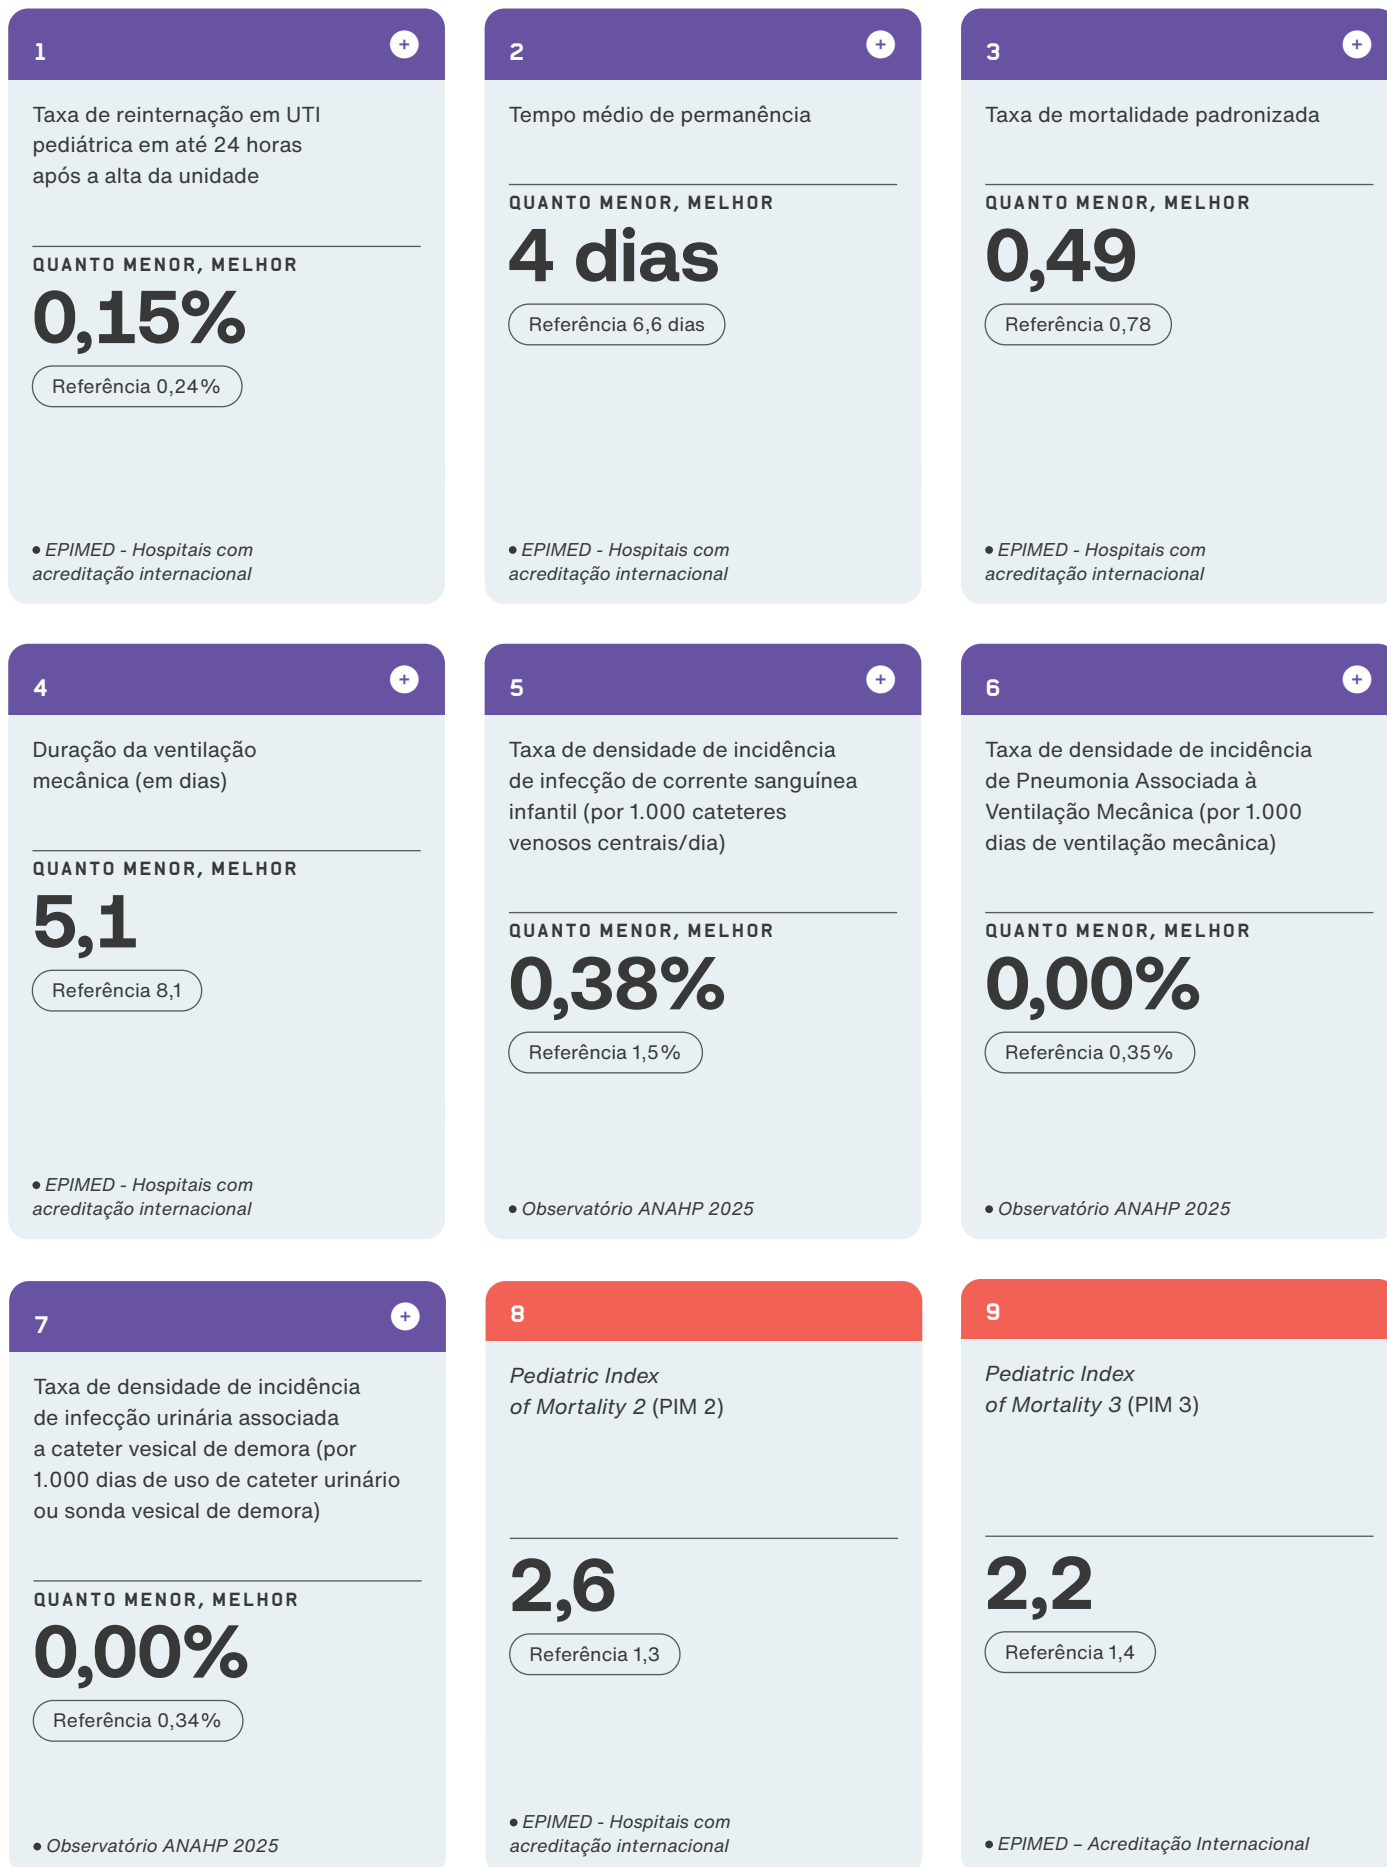 1
Taxa de reinternação em UTI
pediátrica em até 24 horas
após a alta da unidade
QUANTO MENOR, MELHOR
0,15%
Referência 0,24%
• EPIMED - Hospitais com
acreditação internacional
2
Tempo médio de permanência
QUANTO MENOR, MELHOR
4 dias
Referência 6,6 dias
• EPIMED - Hospitais com
acreditação internacional
3
Taxa de mortalidade padronizada
QUANTO MENOR, MELHOR
0,49
Referência 0,78
• EPIMED - Hospitais com
acreditação internacional
4
Duração da ventilação
mecânica (em dias)
QUANTO MENOR, MELHOR
5,1
Referência 8,1
• EPIMED - Hospitais com
acreditação internacional
5
Taxa de densidade de incidência
de infecção de corrente sanguínea
infantil (por 1.000 cateteres
venosos centrais/dia)
QUANTO MENOR, MELHOR
0,38%
Referência 1,5%
• Observatório ANAHP 2025
6
Taxa de densidade de incidência
de Pneumonia Associada à
Ventilação Mecânica (por 1.000
dias de ventilação mecânica)
QUANTO MENOR, MELHOR
0,00%
Referência 0,35%
• Observatório ANAHP 2025
7
Taxa de densidade de incidência
de infecção urinária associada
a cateter vesical de demora (por
1.000 dias de uso de cateter urinário
ou sonda vesical de demora)
QUANTO MENOR, MELHOR
0,00%
Referência 0,34%
• Observatório ANAHP 2025
8
Pediatric Index
of Mortality 2 (PIM 2)
2,6
Referência 1,3
• EPIMED - Hospitais com
acreditação internacional
9
Pediatric Index
of Mortality 3 (PIM 3)
2,2
Referência 1,4
• EPIMED – Acreditação Internacional